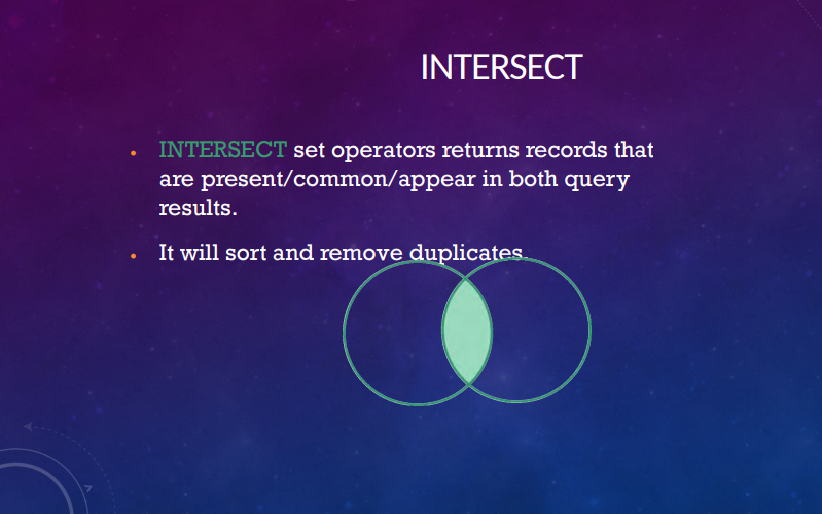 INTERSECT
• INTERSECT set operators returns records that
are present/common/appear in both query
results.
• It will sort and remove duplicates.